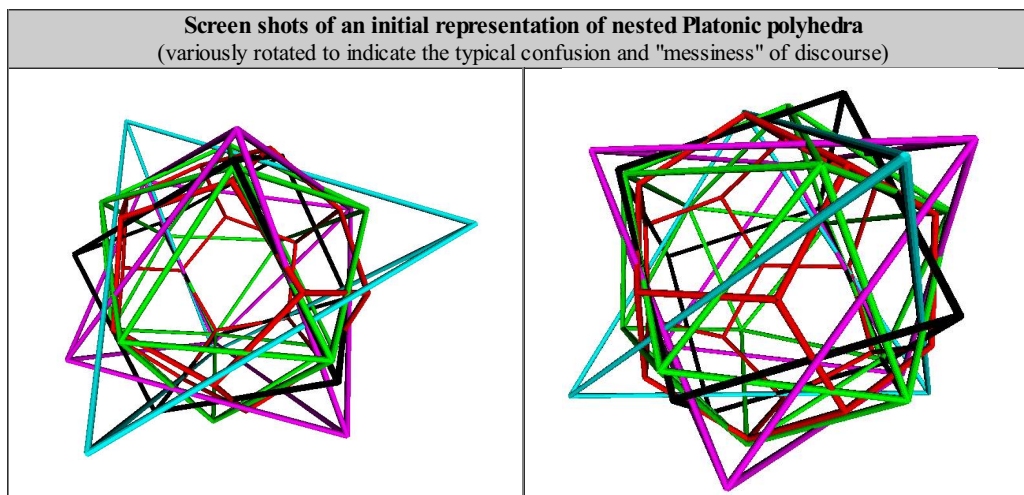 Screen shots of an initial representation of nested Platonic polyhedra
(variously rotated to indicate the typical confusion and "messiness" of discourse)